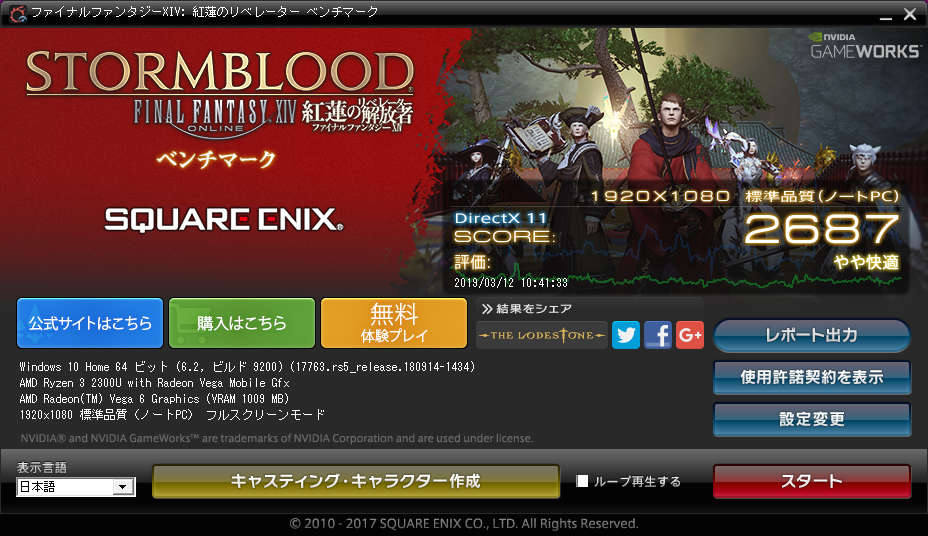 ファイナルファンタジーXIV: 紅蓮のリベレーター ベンチマーク
NVIDIA
GAMEWORKS™
STORMBLOOD
FINAL FANTASY XIV
ONLINE
リベレーター
紅蓮の解放者
ファイナルファンタジーXIV
ベンチマーク
SQUARE ENIX®
1920X1080 標準品質(ノートPC)
DirectX 11
SCORE:
2687
評価:
やや快適
2019/03/12 10:41:33
公式サイトはこちら
購入はこちら
無料
体験プレイ
結果をシェア
THE LODESTONE
G+
レポート出力
使用許諾契約を表示
設定変更
Windows 10 Home 64 ビット (6.2, ビルド 9200) (17763.rs5_release.180914-1434)
AMD Ryzen 3 2300U with Radeon Vega Mobile Gfx
AMD Radeon(TM) Vega 6 Graphics (VRAM 1009 MB)
1920x1080 標準品質 (ノートPC) フルスクリーンモード
NVIDIA® and NVIDIA GameWorks™ are trademarks of NVIDIA Corporation and are used under license.
表示言語
日本語
キャスティング・キャラクター作成
ループ再生する
スタート
© 2010 - 2017 SQUARE ENIX CO., LTD. All Rights Reserved.